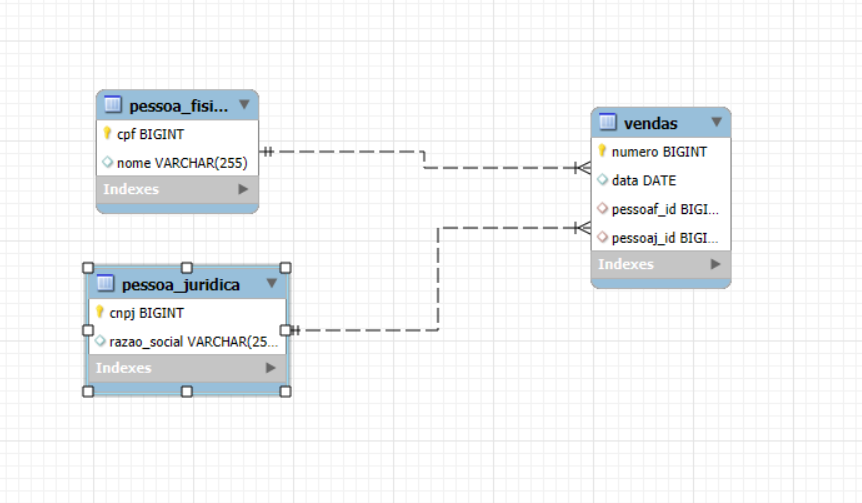 pessoa_fisi...
cpf BIGINT
nome VARCHAR(255)
Indexes
pessoa_juridica
cnpj BIGINT
razao_social VARCHAR(25...
Indexes
vendas
numero BIGINT
data DATE
pessoaf_id BIGI...
pessoaj_id BIGI...
Indexes